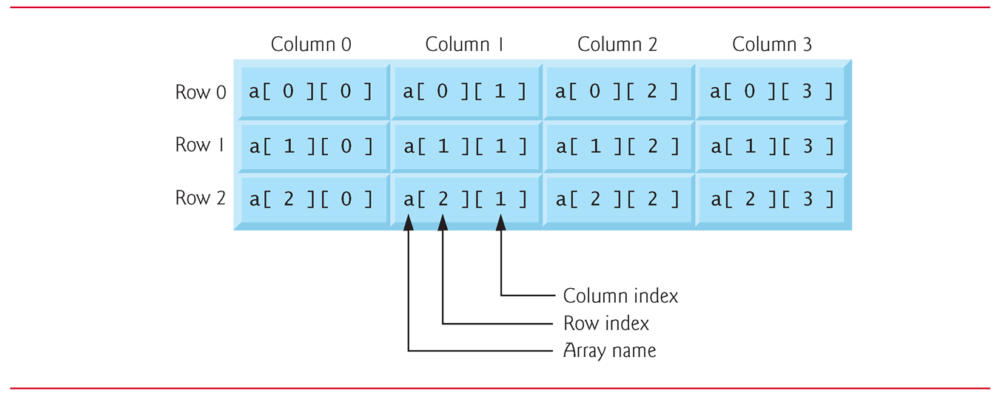 Column 0 Column 1 Column 2 Column 3
Row 0 a[ 0 ][ 0 ] a[ 0 ][ 1 ] a[ 0 ][ 2 ] a[ 0 ][ 3 ]
Row 1 a[ 1 ][ 0 ] a[ 1 ][ 1 ] a[ 1 ][ 2 ] a[ 1 ][ 3 ]
Row 2 a[ 2 ][ 0 ] a[ 2 ][ 1 ] a[ 2 ][ 2 ] a[ 2 ][ 3 ]
Column index
Row index
Array name